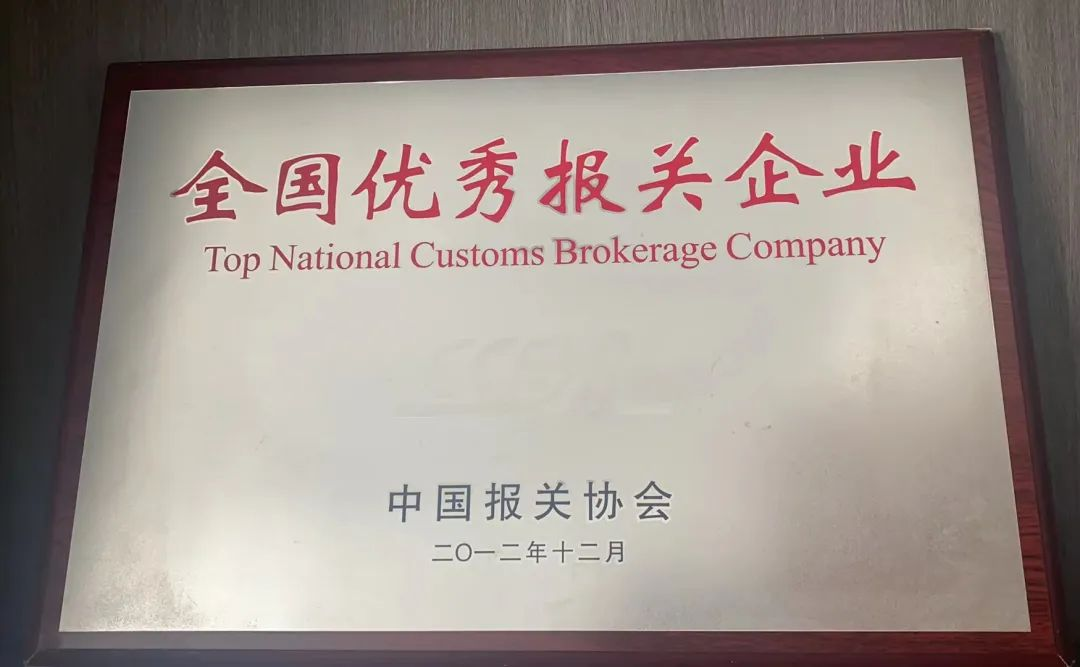 全国优秀报关企业
Top National Customs Brokerage Company
中国报关协会
二〇一二年十二月